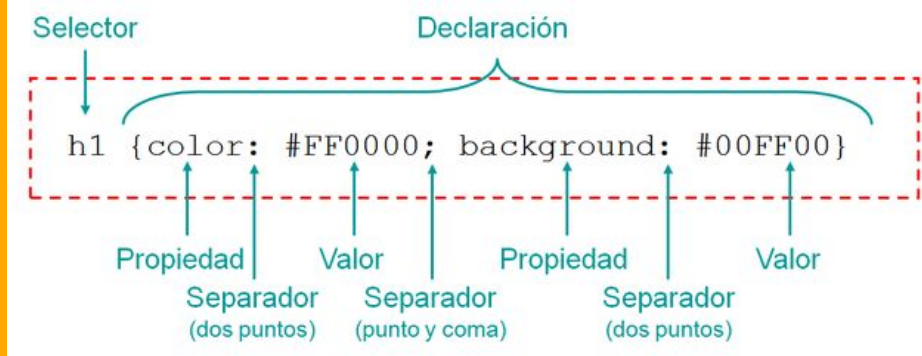 Selector Declaración
h1 {color: #FF0000; background: #00FF00}
Propiedad Valor Propiedad Valor
Separador Separador Separador
(dos puntos) (punto y coma) (dos puntos)